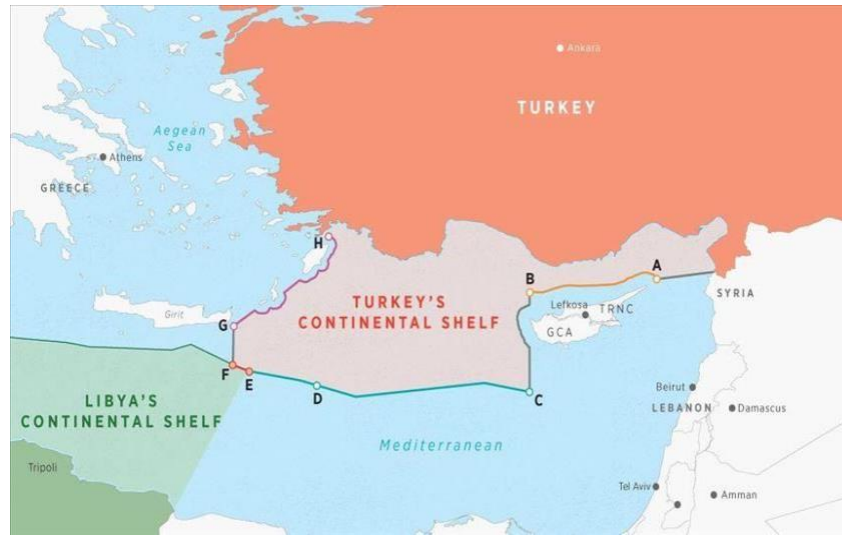 Ankara
TURKEY
Aegean
Sea
Athens
GREECE
H
A
B
SYRIA
TURKEY'S
CONTINENTAL SHELF
Lefkosa
TRNC
GCA
Girit
G
F
E
D
C
Beirut
LEBANON
Damascus
LIBYA'S
CONTINENTAL SHELF
Mediterranean
Tripoli
Tel Aviv
Amman